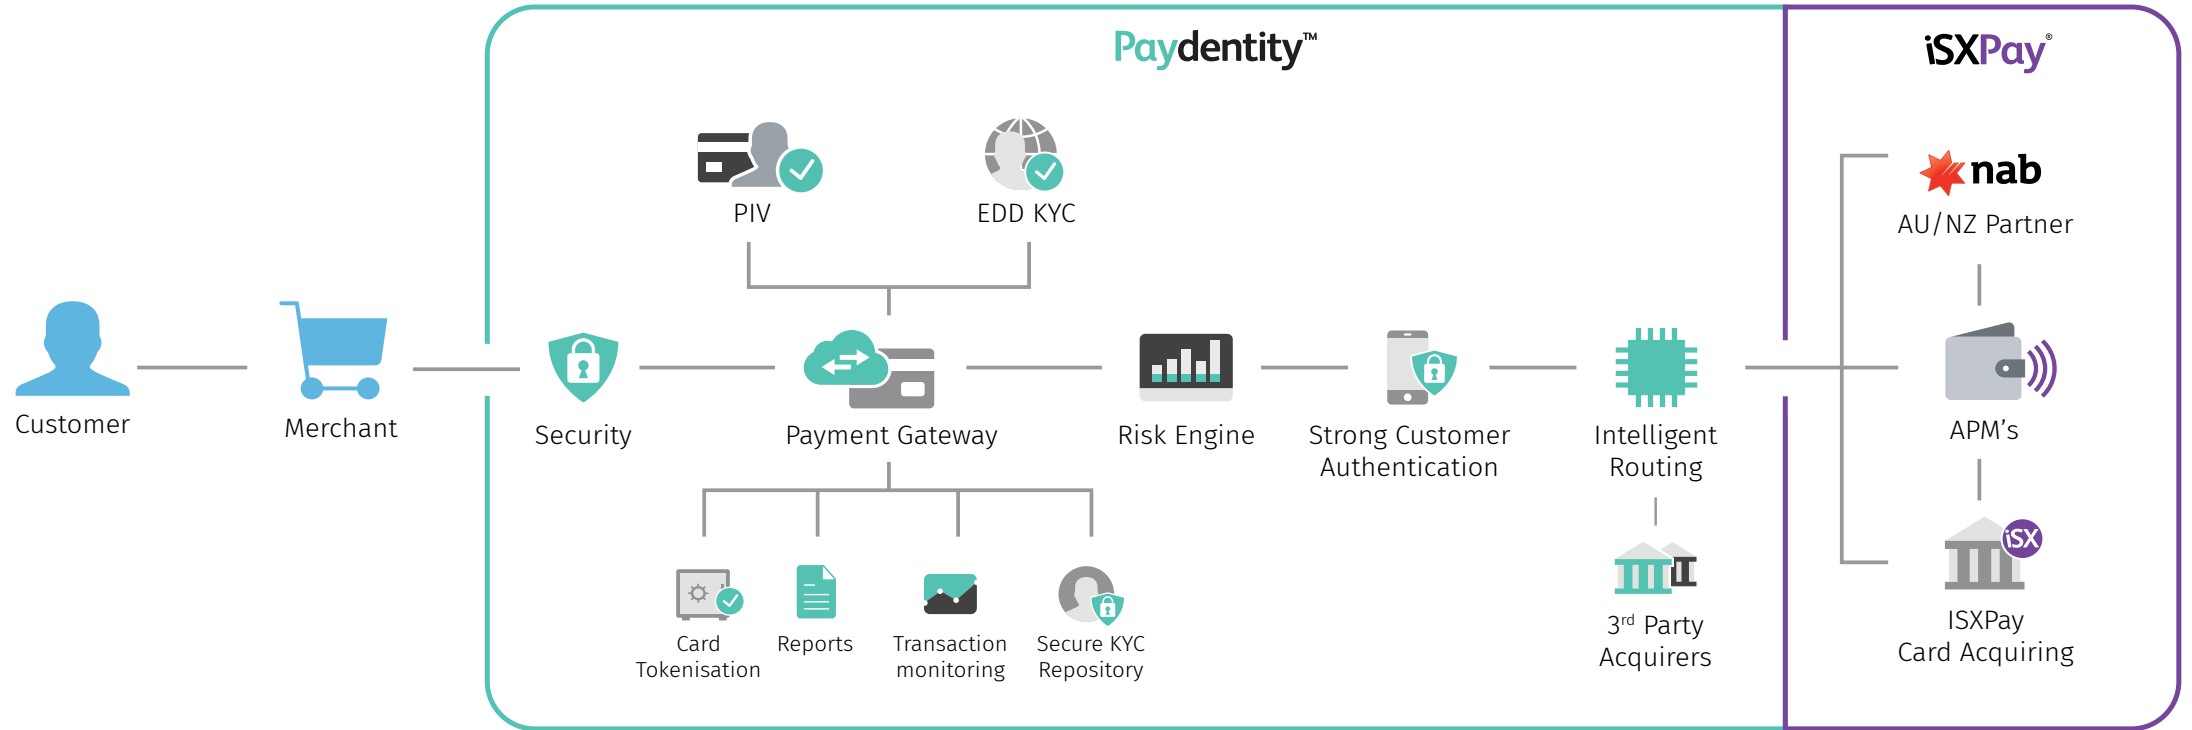 Paydentity™
iSXPay®
nab
PIV
EDD KYC
AU/NZ Partner
Customer
Merchant
Security
Payment Gateway
Risk Engine
Strong Customer
Authentication
Intelligent
Routing
APM's
iSX
Card
Tokenisation
Reports
Transaction
monitoring
Secure KYC
Repository
3rd Party
Acquirers
ISXPay
Card Acquiring